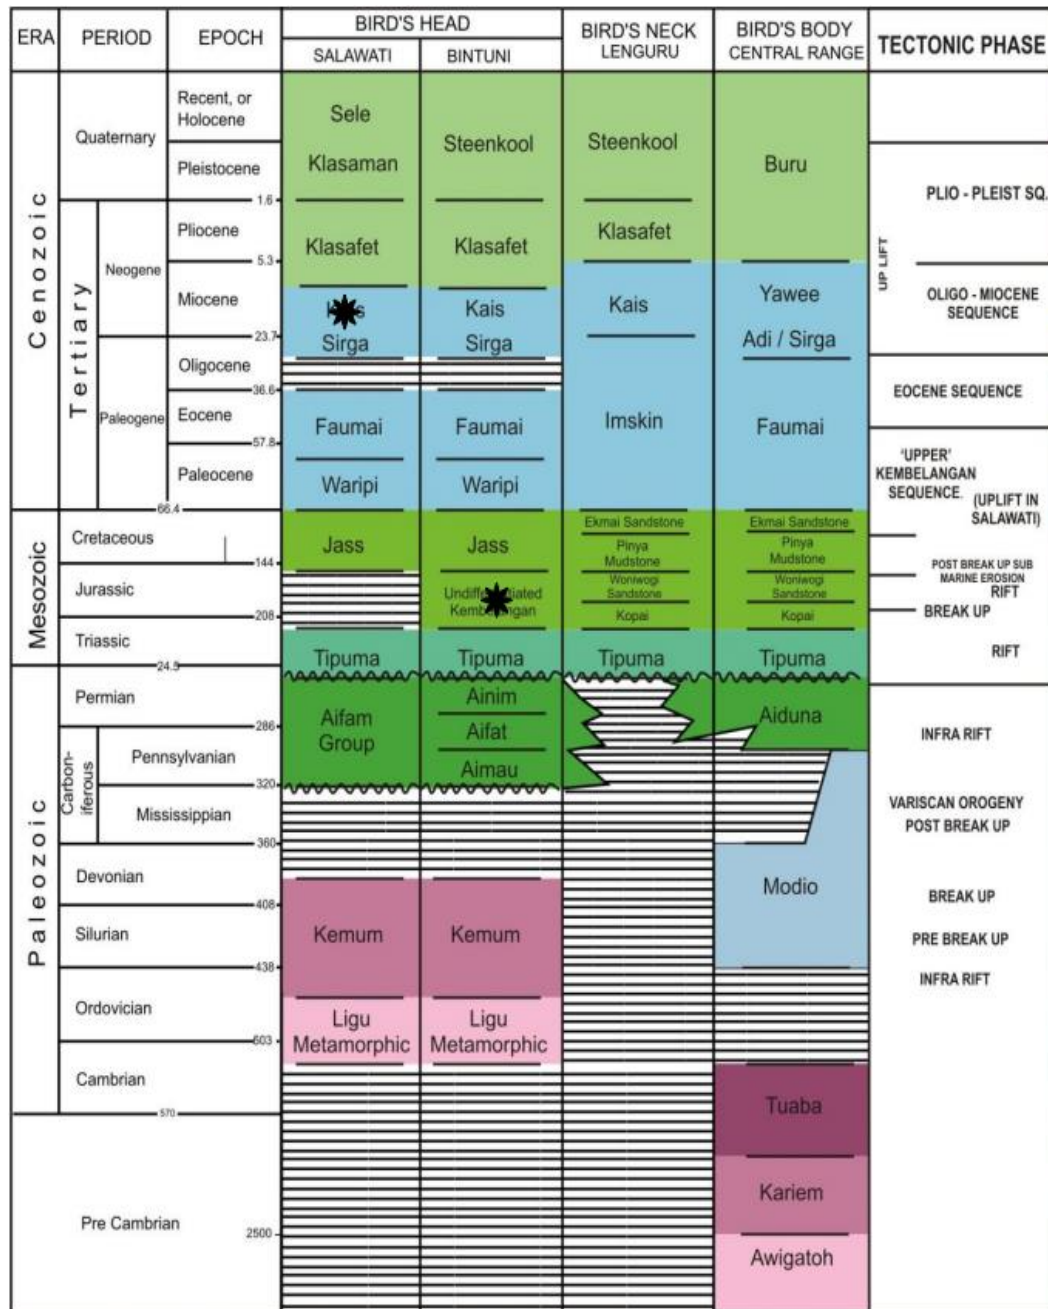 ERA
PERIOD
EPOCH
BIRD'S HEAD
SALAWATI
BINTUNI
BIRD'S NECK
LENGURU
BIRD'S BODY
CENTRAL RANGE
TECTONIC PHASE
Cenozoic
Quaternary
Recent, or
Holocene
Pleistocene
1.6
Tertiary
Neogene
Pliocene
5.3
Miocene
23.7
Paleogene
Oligocene
36.6
Eocene
57.8
Paleocene
66.4
Mesozoic
Cretaceous
144
Jurassic
208
Triassic
24.5
Paleozoic
Permian
286
Carbon-
iferous
Pennsylvanian
320
Mississippian
360
Devonian
408
Silurian
438
Ordovician
603
Cambrian
570
Pre Cambrian
2500
Sele
Klasaman
Klasafet
Sirga
Faumai
Waripi
Jass
Tipuma
Aifam
Group
Kemum
Ligu
Metamorphic
Steenkool
Klasafet
Kais
Sirga
Faumai
Waripi
Jass
Tipuma
Ainim
Aifat
Aimau
Kemum
Ligu
Metamorphic
Steenkool
Klasafet
Kais
Imskin
Ekmai Sandstone
Pinya
Mudstone
Woniwogi
Sandstone
Kopai
Tipuma
Buru
Yawee
Adi / Sirga
Faumai
Ekmai Sandstone
Pinya
Mudstone
Woniwogi
Sandstone
Kopai
Tipuma
Aiduna
Modio
Tuaba
Kariem
Awigatoh
UP LIFT
PLIO - PLEIST SQ.
OLIGO - MIOCENE
SEQUENCE
EOCENE SEQUENCE
'UPPER'
KEMBELANGAN
SEQUENCE.
(UPLIFT IN
SALAWATI)
POST BREAK UP SUB
MARINE EROSION
RIFT
BREAK UP
RIFT
INFRA RIFT
VARISCAN OROGENY
POST BREAK UP
BREAK UP
PRE BREAK UP
INFRA RIFT